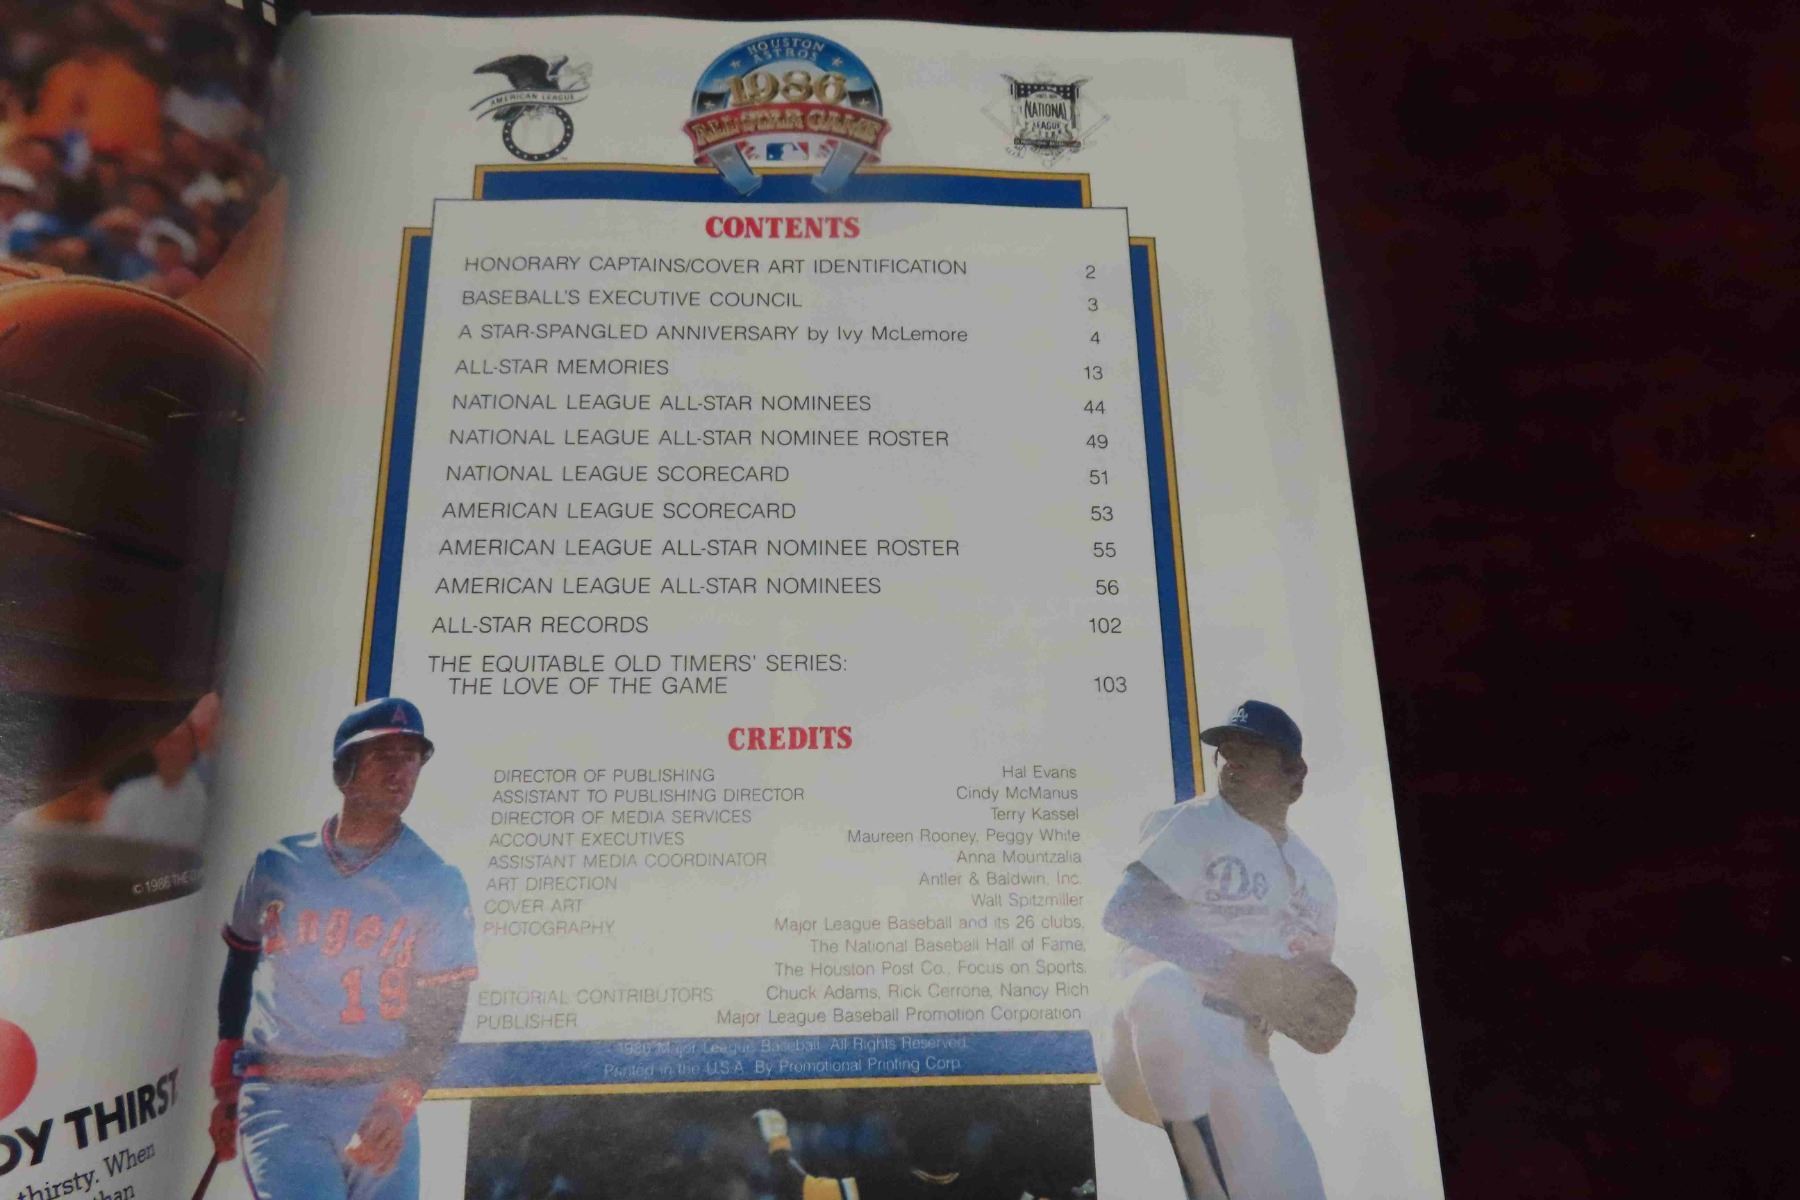 HOUSTON
ASTROS
1986
ALL-STAR GAME
AMERICAN LEAGUE
NATIONAL
LEAGUE
CONTENTS
HONORARY CAPTAINS/COVER ART IDENTIFICATION 2
BASEBALL'S EXECUTIVE COUNCIL 3
A STAR-SPANGLED ANNIVERSARY by Ivy McLemore 4
ALL-STAR MEMORIES 13
NATIONAL LEAGUE ALL-STAR NOMINEES 44
NATIONAL LEAGUE ALL-STAR NOMINEE ROSTER 49
NATIONAL LEAGUE SCORECARD 51
AMERICAN LEAGUE SCORECARD 53
AMERICAN LEAGUE ALL-STAR NOMINEE ROSTER 55
AMERICAN LEAGUE ALL-STAR NOMINEES 56
ALL-STAR RECORDS 102
THE EQUITABLE OLD TIMERS' SERIES:
THE LOVE OF THE GAME 103
CREDITS
DIRECTOR OF PUBLISHING Hal Evans
ASSISTANT TO PUBLISHING DIRECTOR Cindy McManus
DIRECTOR OF MEDIA SERVICES Terry Kassel
ACCOUNT EXECUTIVES Maureen Rooney, Peggy White
ASSISTANT MEDIA COORDINATOR Anna Mountzalia
ART DIRECTION Antler & Baldwin, Inc.
COVER ART Walt Spitzmiller
PHOTOGRAPHY Major League Baseball and its 26 clubs,
The National Baseball Hall of Fame,
The Houston Post Co., Focus on Sports.
EDITORIAL CONTRIBUTORS Chuck Adams, Rick Cerrone, Nancy Rich
PUBLISHER Major League Baseball Promotion Corporation
1986 Major League Baseball. All Rights Reserved.
Printed in the U.S.A. By Promotional Printing Corp.
A
Angels
19
LA
Do
© 1986 THE
DY THIRST
thirsty. When
than